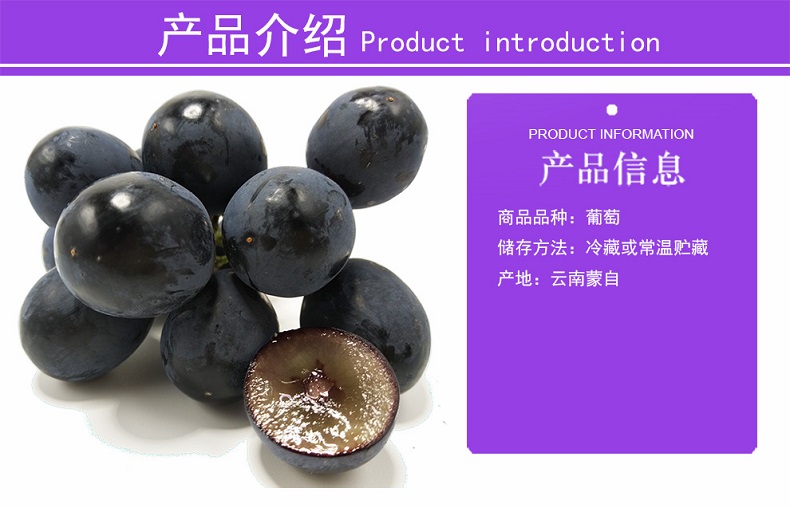 产品介绍 Product introduction
PRODUCT INFORMATION
产品信息
商品品种：葡萄
储存方法：冷藏或常温贮藏
产地：云南蒙自